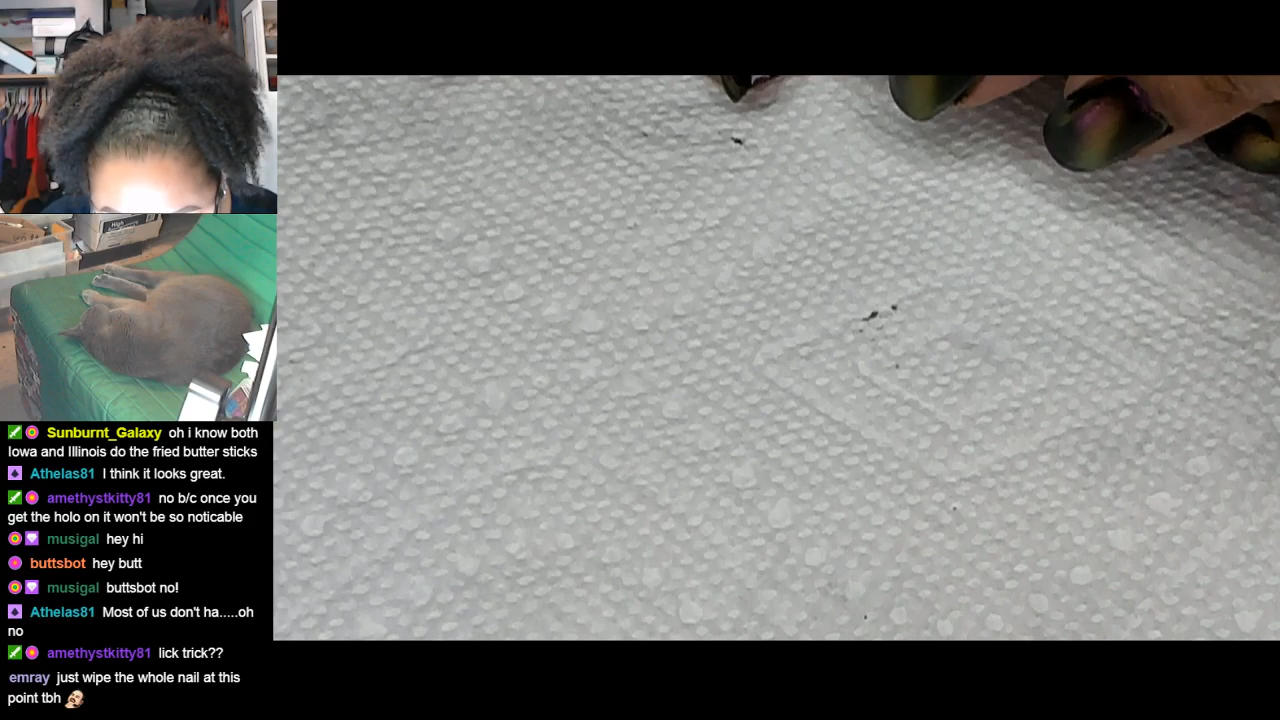 High
Sunburnt_Galaxy oh i know both
Iowa and Illinois do the fried butter sticks
Athelas81 I think it looks great.
amethystkitty81 no b/c once you
get the holo on it won't be so noticable
musigal hey hi
buttsbot hey butt
musigal buttsbot no!
Athelas81 Most of us don't ha.....oh
no
amethystkitty81 lick trick??
emray just wipe the whole nail at this
point tbh